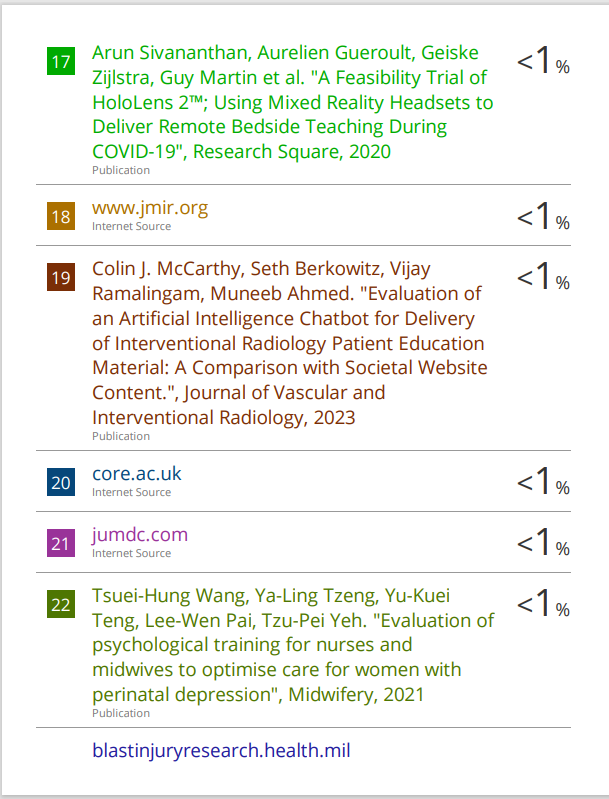 17
Arun Sivananthan, Aurelien Gueroult, Geiske
Zijlstra, Guy Martin et al. "A Feasibility Trial of
HoloLens 2™; Using Mixed Reality Headsets to
Deliver Remote Bedside Teaching During
COVID-19", Research Square, 2020
Publication
<1%
18
www.jmir.org
Internet Source
<1%
19
Colin J. McCarthy, Seth Berkowitz, Vijay
Ramalingam, Muneeb Ahmed. "Evaluation of
an Artificial Intelligence Chatbot for Delivery
of Interventional Radiology Patient Education
Material: A Comparison with Societal Website
Content.", Journal of Vascular and
Interventional Radiology, 2023
Publication
<1%
20
core.ac.uk
Internet Source
<1%
21
jumdc.com
Internet Source
<1%
22
Tsuei-Hung Wang, Ya-Ling Tzeng, Yu-Kuei
Teng, Lee-Wen Pai, Tzu-Pei Yeh. "Evaluation of
psychological training for nurses and
midwives to optimise care for women with
perinatal depression", Midwifery, 2021
Publication
<1%
blastinjuryresearch.health.mil